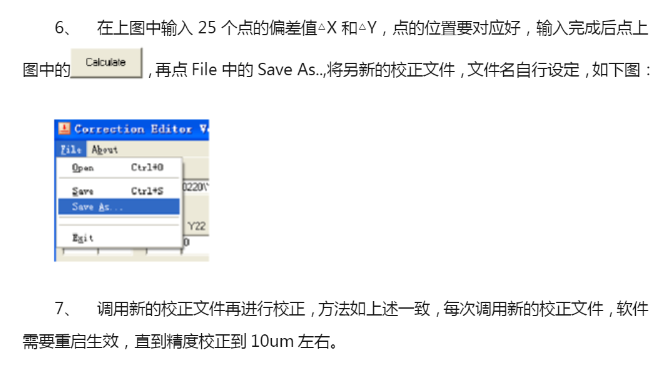 6、 在上图中输入 25 个点的偏差值△X 和△Y，点的位置要对应好，输入完成后点上
图中的 Calculate ，再点 File 中的 Save As..,将另新的校正文件，文件名自行设定，如下图：
Correction Editor V
File About
Open Ctrl+O
Save Ctrl+S
0220\
Save As...
Y22
Exit
0
7、 调用新的校正文件再进行校正，方法如上述一致，每次调用新的校正文件，软件
需要重启生效，直到精度校正到 10um 左右。